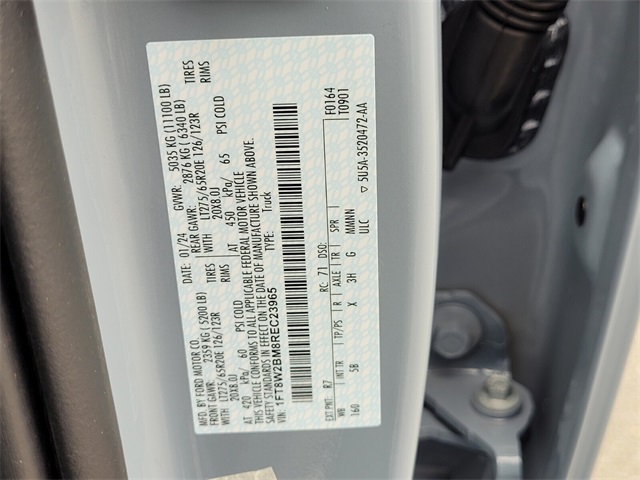 MFD. BY FORD MOTOR CO.
DATE: 01/24 GVWR: 5035 KG (11100 LB)
FRONT GAWR: 2359 KG (5200 LB) REAR GAWR: 2876 KG (6340 LB)
WITH LT275/65R20E 126/123R TIRES WITH LT275/65R20E 126/123R TIRES
20X8.0J RIMS 20X8.0J RIMS
AT 420 kPa/ 60 PSI COLD AT 450 kPa/ 65 PSI COLD
THIS VEHICLE CONFORMS TO ALL APPLICABLE FEDERAL MOTOR VEHICLE
SAFETY STANDARDS IN EFFECT ON THE DATE OF MANUFACTURE SHOWN ABOVE.
VIN: 1FT8W2BM8REC23965 TYPE: Truck
F0164
T0901
EXT PNT: R7 RC: 71 DSO:
WB INT TR TP/PS R AXLE TR SPR
160 5B X 3H G MMNN
ULC
▽ 5U5A-3520472-AA